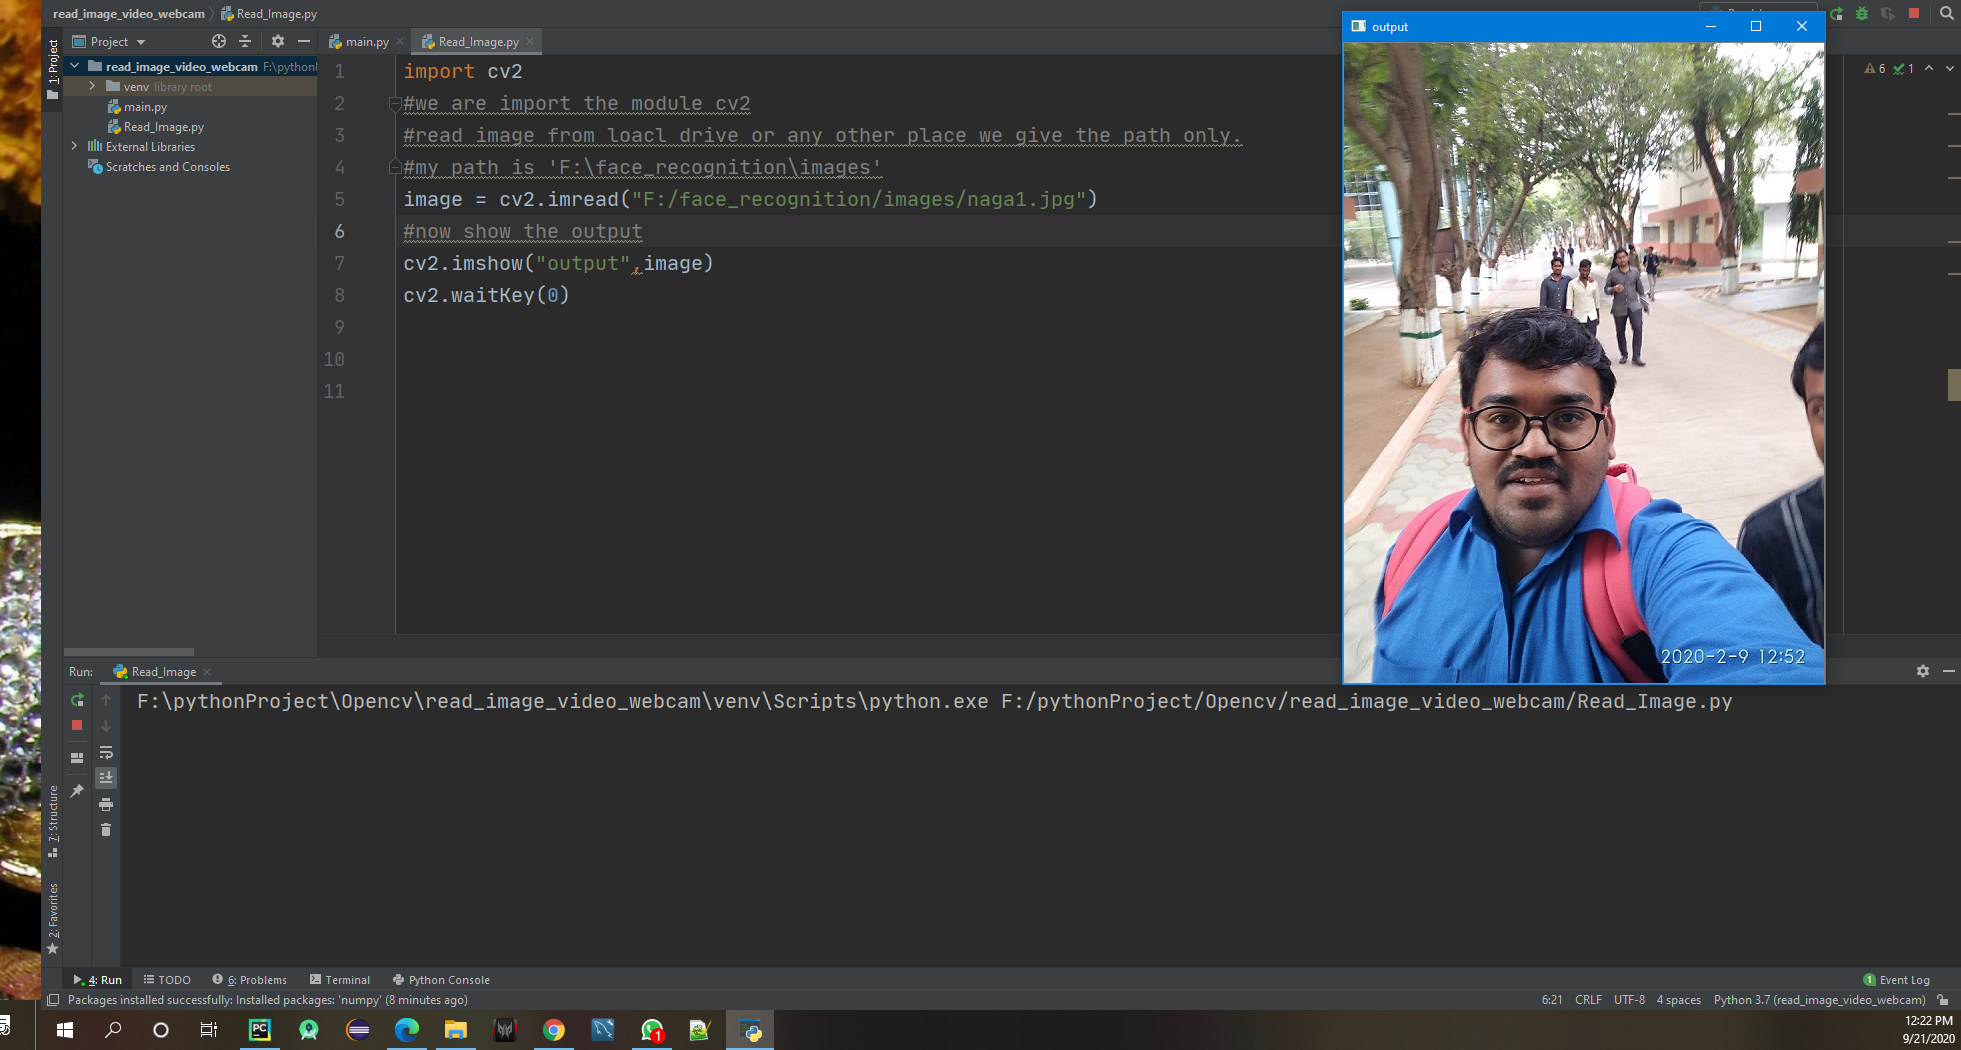 read_image_video_webcam
Read_Image.py
1: Project
Project
main.py
Read_Image.py
read_image_video_webcam F:\python
venv library root
main.py
Read_Image.py
External Libraries
Scratches and Consoles
1 import cv2
2 #we are import the module cv2
3 #read image from loacl drive or any other place we give the path only.
4 #my path is 'F:\face_recognition\images'
5 image = cv2.imread("F:/face_recognition/images/naga1.jpg")
6 #now show the output
7 cv2.imshow("output",image)
8 cv2.waitKey(0)
9
10
11
6 1
output
2020-2-9 12:52
Run: Read_Image
F:\pythonProject\Opencv\read_image_video_webcam\venv\Scripts\python.exe F:/pythonProject/Opencv/read_image_video_webcam/Read_Image.py
7: Structure
2: Favorites
4: Run TODO 6: Problems Terminal Python Console
1 Event Log
Packages installed successfully: Installed packages: 'numpy' (8 minutes ago)
6:21 CRLF UTF-8 4 spaces Python 3.7 (read_image_video_webcam)
PC
1
12:22 PM
9/21/2020